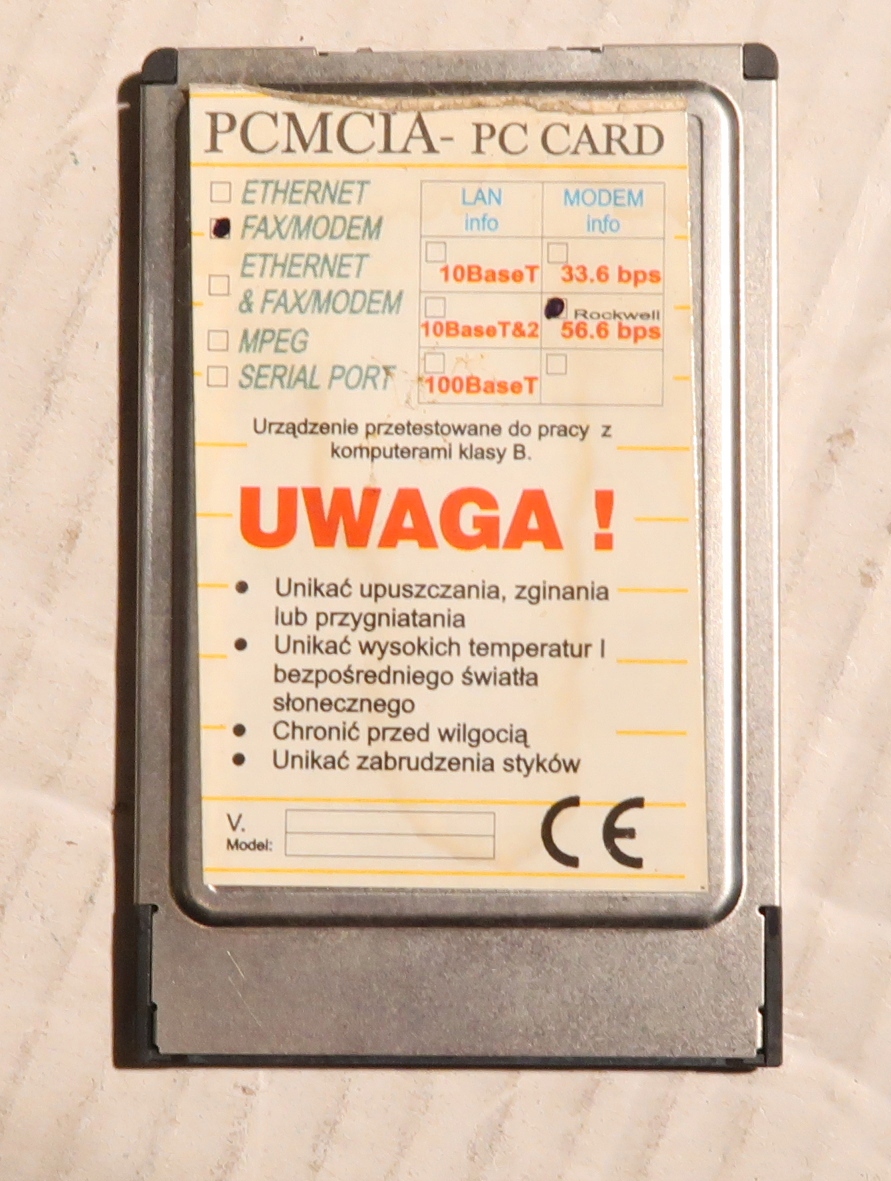 PCMCIA- PC CARD
ETHERNET
FAX/MODEM
ETHERNET
& FAX/MODEM
MPEG
SERIAL PORT
LAN
info
MODEM
info
10BaseT
33.6 bps
10BaseT&2
Rockwell
56.6 bps
100BaseT
Urządzenie przetestowane do pracy z
komputerami klasy B.
UWAGA !
• Unikać upuszczania, zginania
lub przygniatania
• Unikać wysokich temperatur I
bezpośredniego światła
słonecznego
• Chronić przed wilgocią
• Unikać zabrudzenia styków
V.
Model:
CE